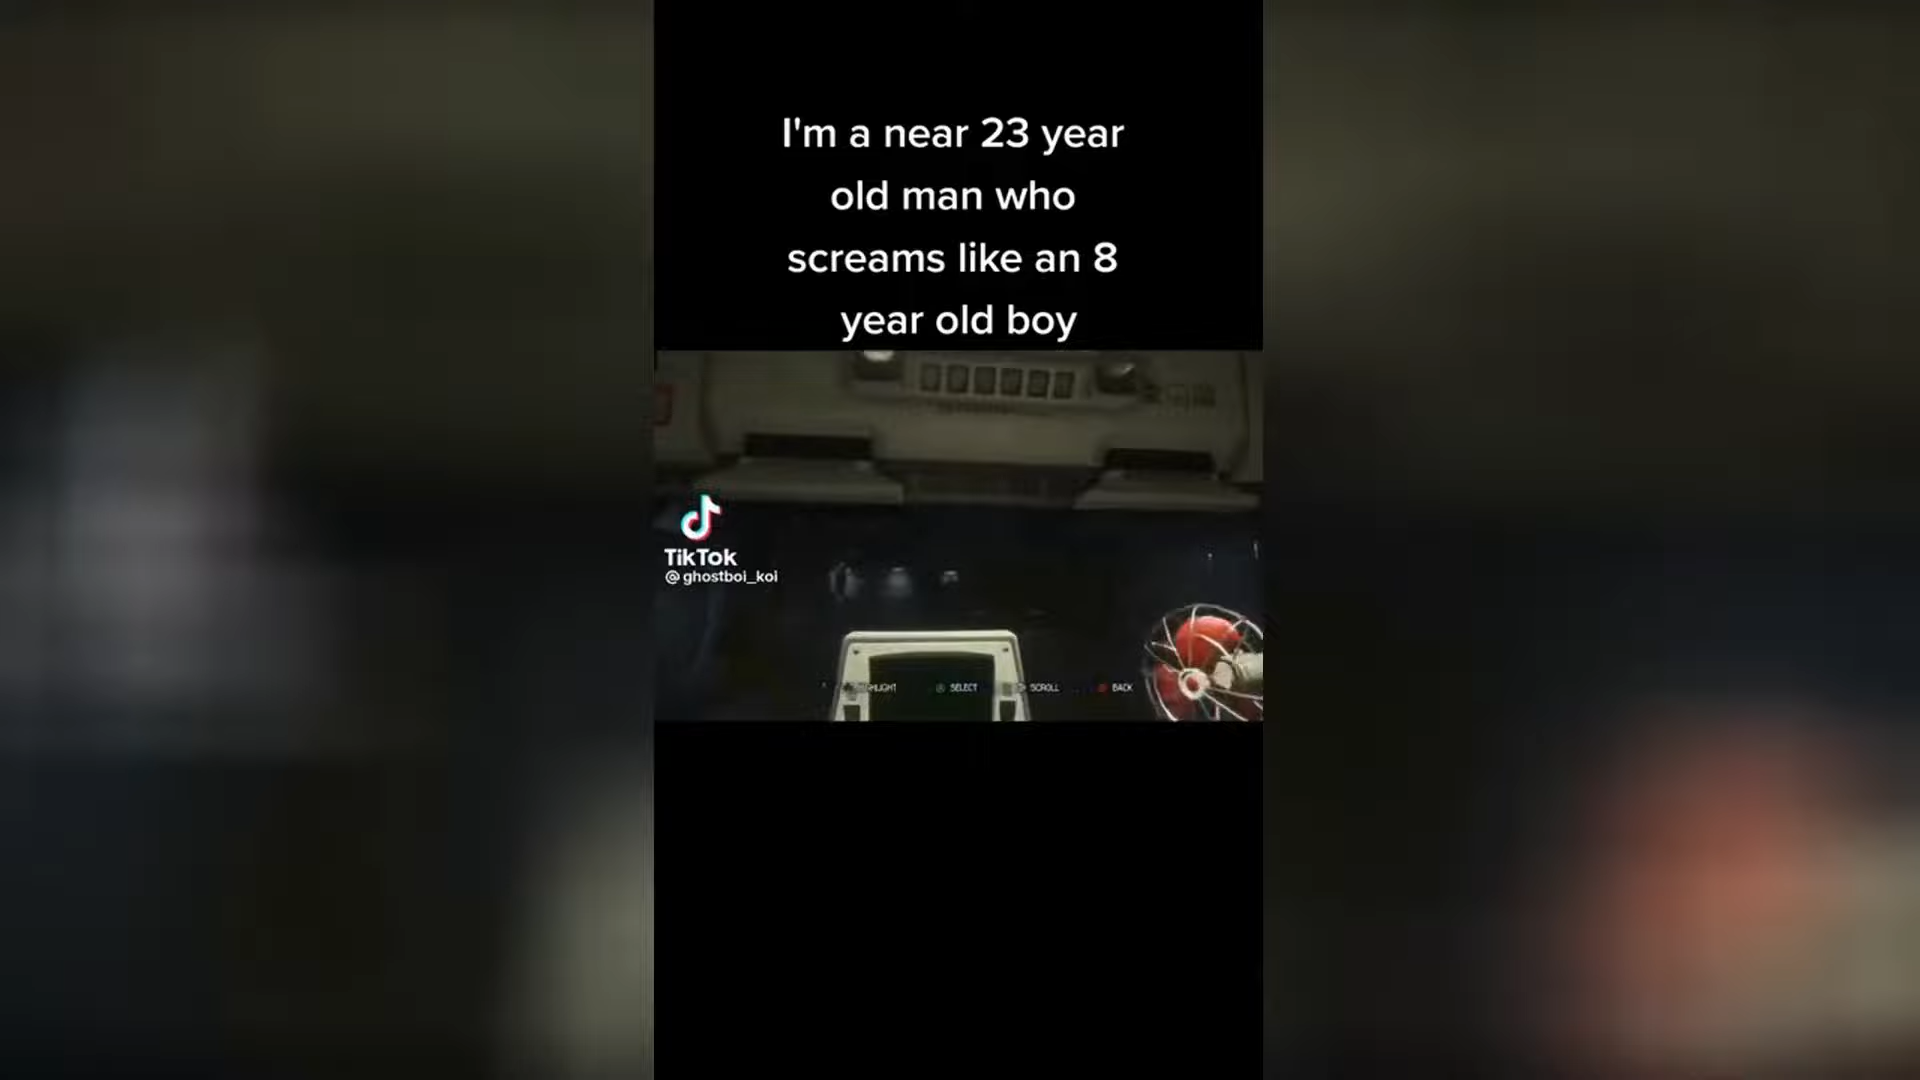 I'm a near 23 year
old man who
screams like an 8
year old boy
TikTok
@ghostboi_koi
SELECT
SCROLL
BACK